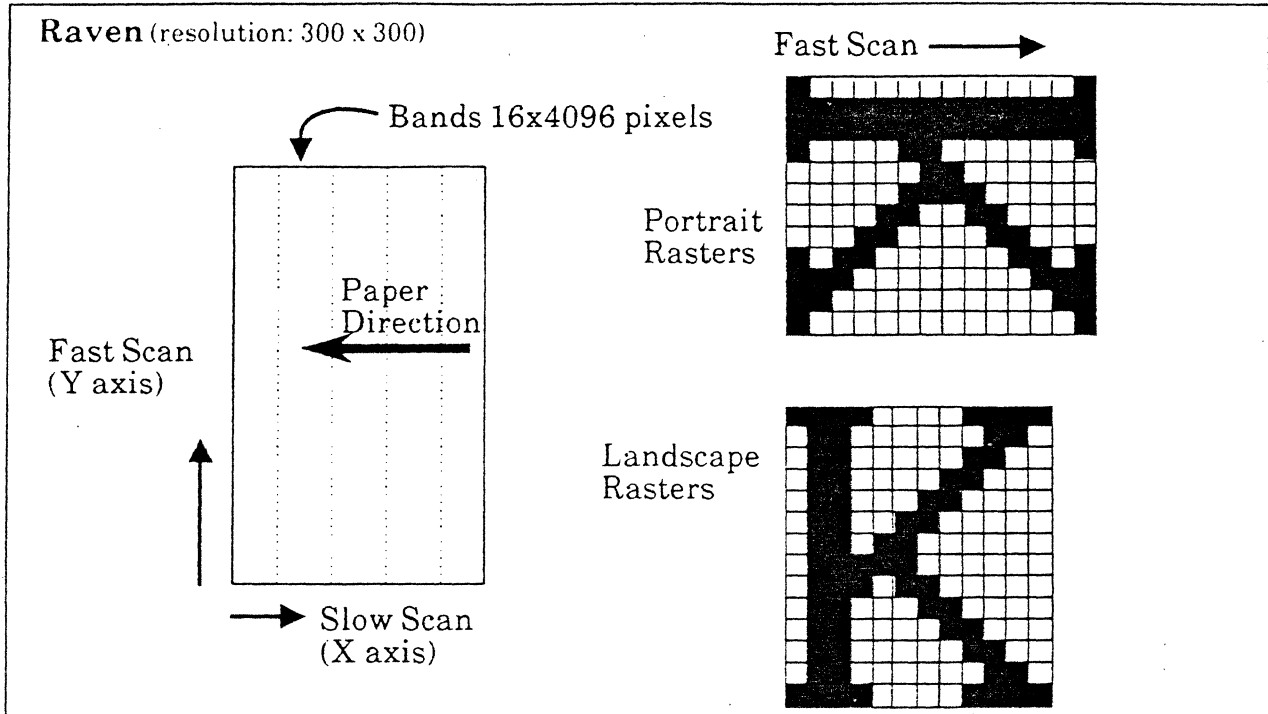 Raven (resolution: 300 x 300)
Bands 16x4096 pixels
Paper
Direction
Fast Scan
(Y axis)
Slow Scan
(X axis)
Fast Scan
Portrait
Rasters
Landscape
Rasters